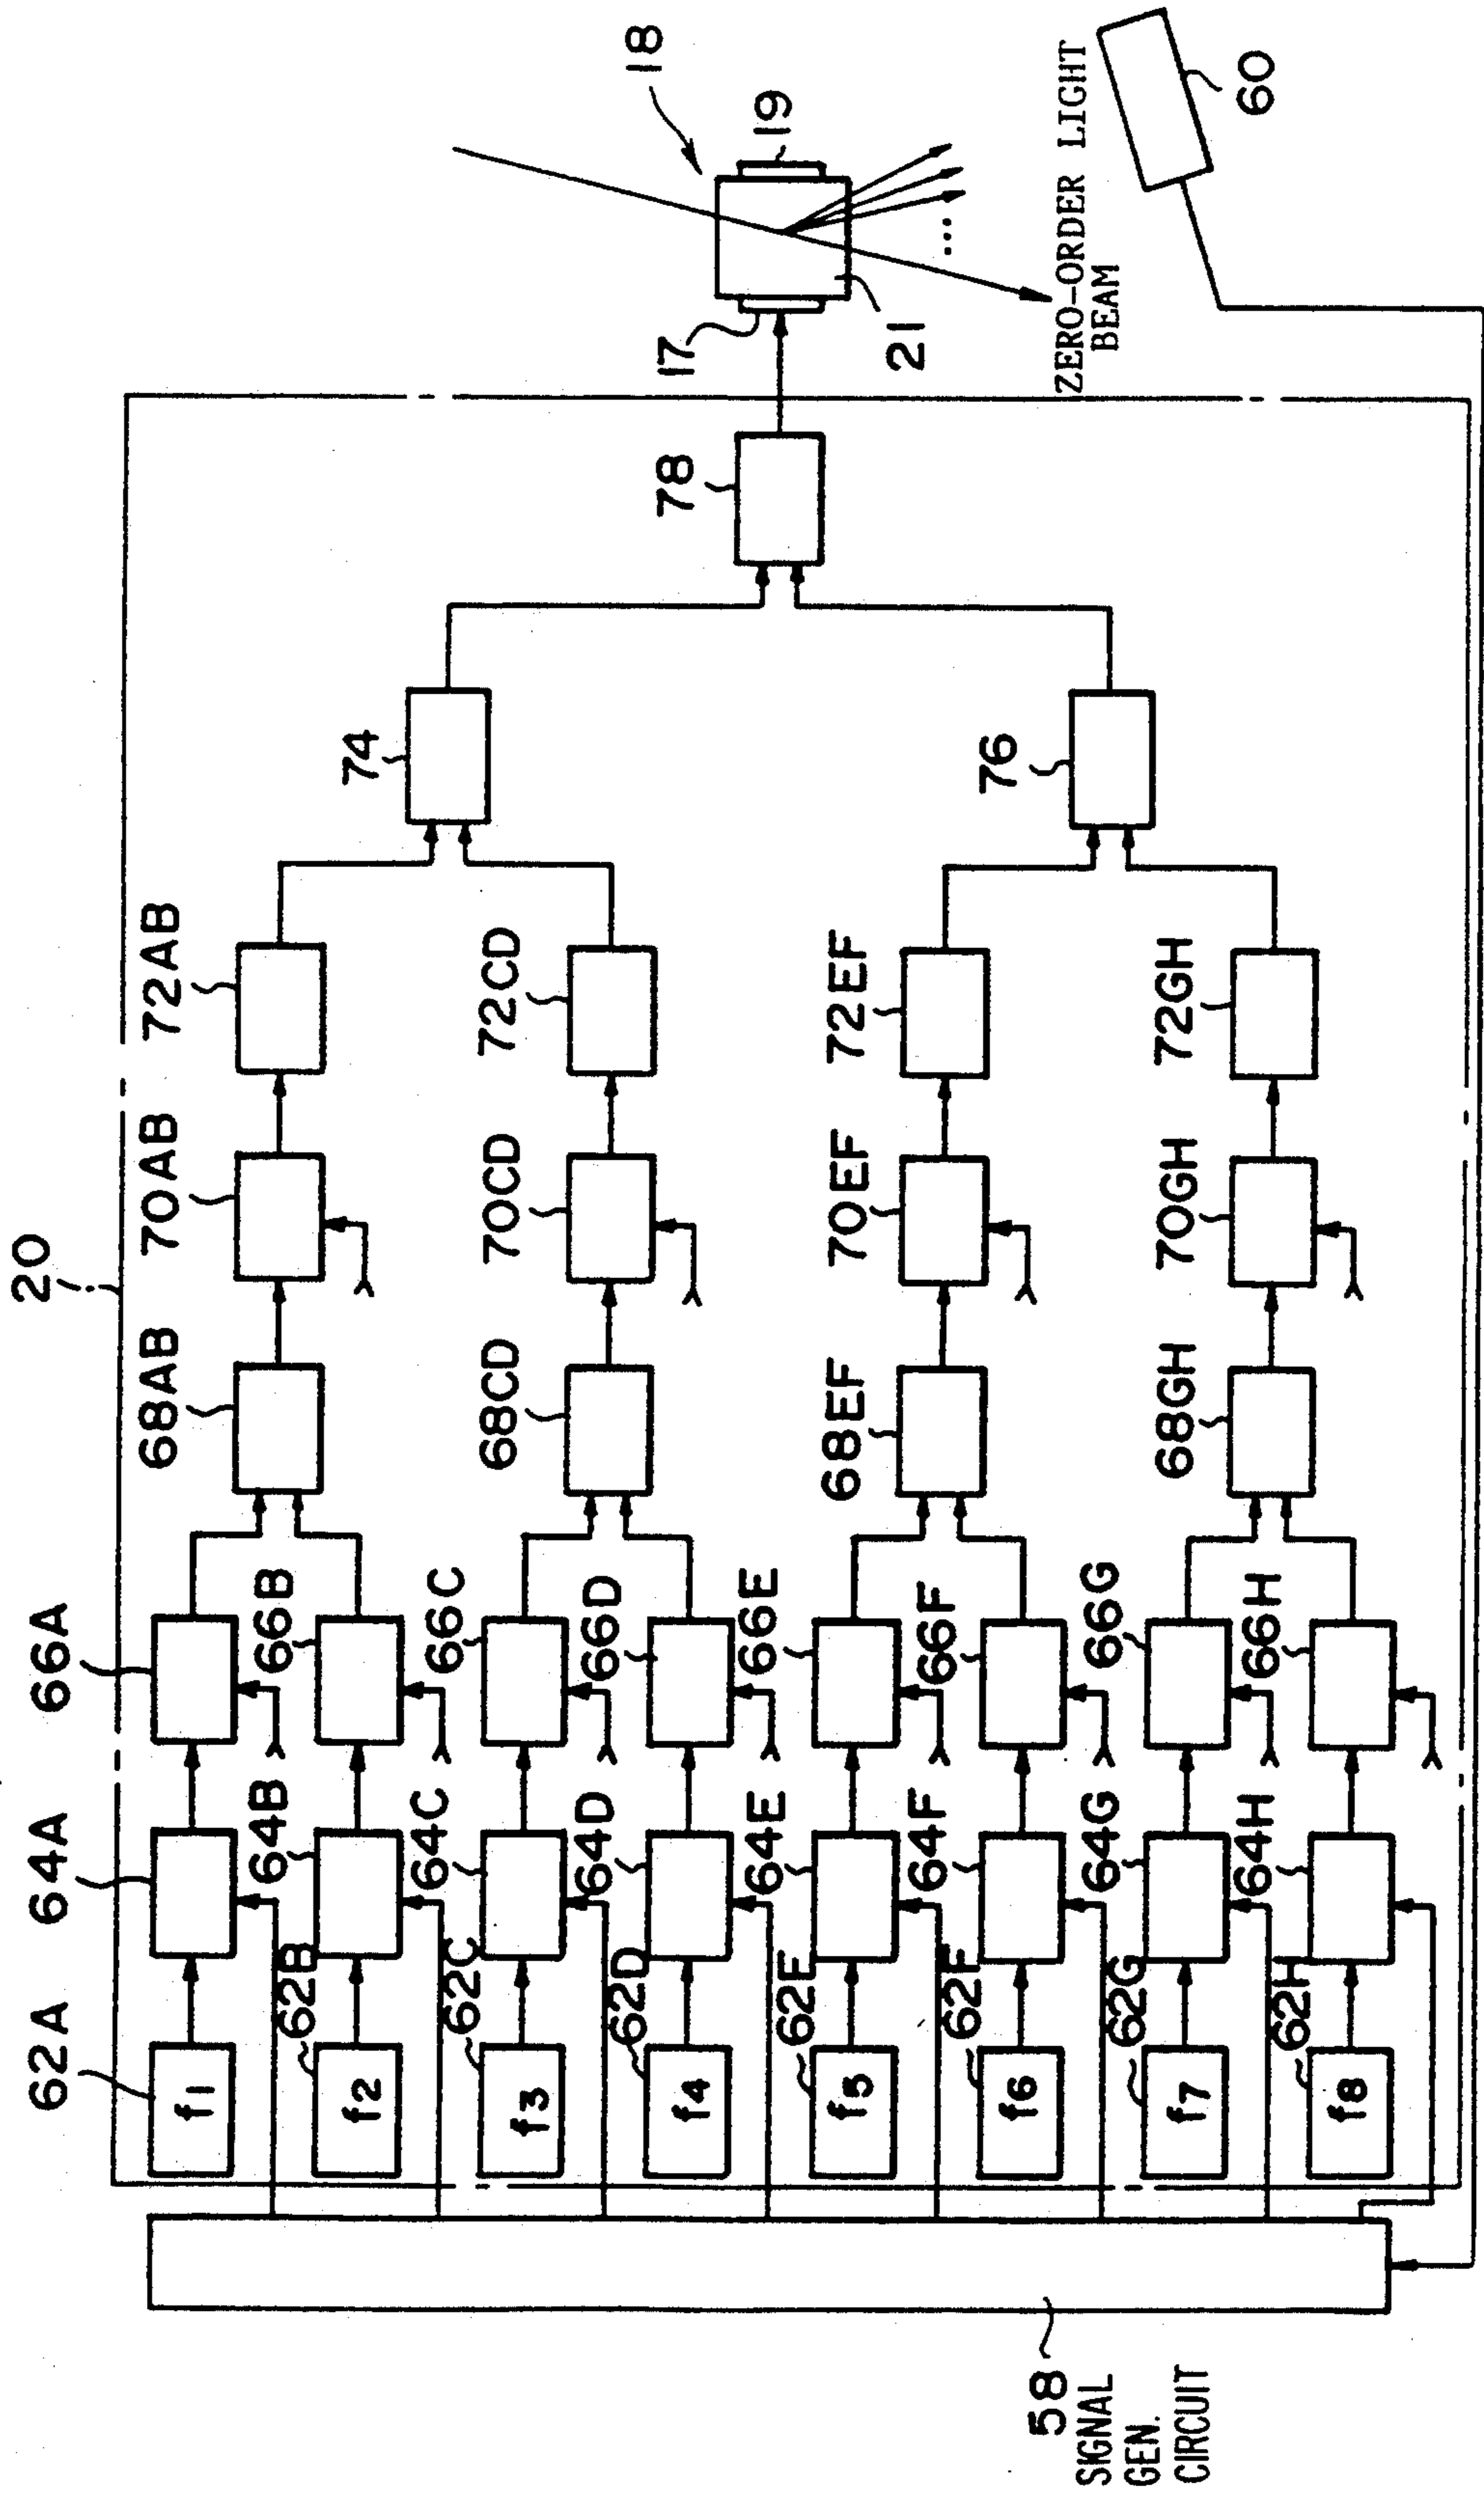 20
62A
64A
66A
68AB
70AB
72AB
74
78
18
19
17
21
ZERO-ORDER LIGHT
BEAM
60
f1
f2
f3
f4
f5
f6
f7
f8
62B
64B
66B
62C
64C
66C
68CD
70CD
72CD
62D
64D
66D
62E
64E
66E
68EF
70EF
72EF
76
62F
64F
66F
62G
64G
66G
68GH
70GH
72GH
62H
64H
66H
...
58
SIGNAL
GEN.
CIRCUIT